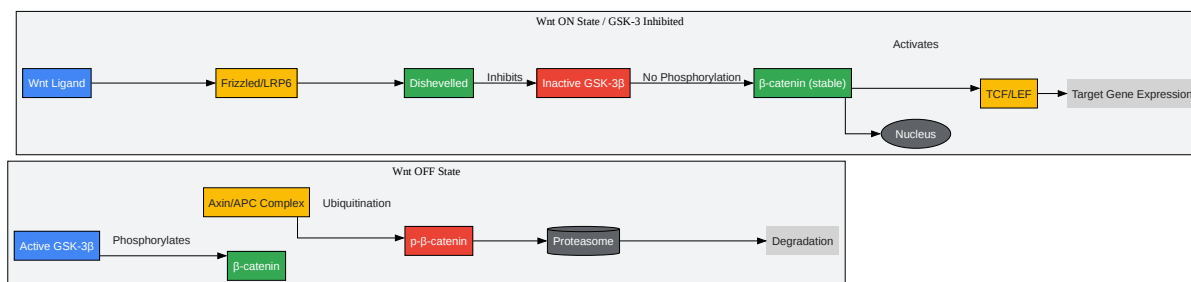 Wnt ON State / GSK-3 Inhibited
Activates
Wnt Ligand
Frizzled/LRP6
Dishevelled
Inhibits
Inactive GSK-3β
No Phosphorylation
β-catenin (stable)
TCF/LEF
Target Gene Expression
Nucleus
Wnt OFF State
Axin/APC Complex
Ubiquitination
Active GSK-3β
Phosphorylates
β-catenin
p-β-catenin
Proteasome
Degradation